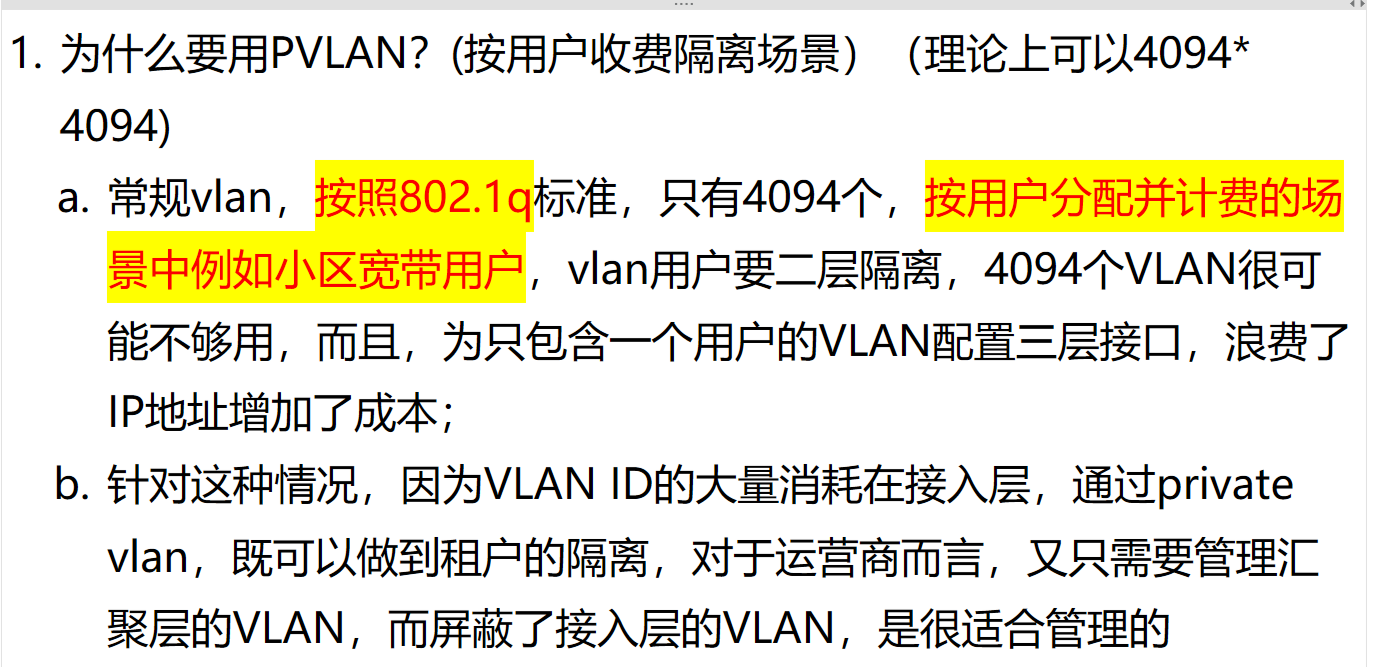 1. 为什么要用PVLAN？(按用户收费隔离场景）（理论上可以4094*
4094)
a. 常规vlan，按照802.1q标准，只有4094个，按用户分配并计费的场
景中例如小区宽带用户，vlan用户要二层隔离，4094个VLAN很可
能不够用，而且，为只包含一个用户的VLAN配置三层接口，浪费了
IP地址增加了成本；
b. 针对这种情况，因为VLAN ID的大量消耗在接入层，通过private
vlan，既可以做到租户的隔离，对于运营商而言，又只需要管理汇
聚层的VLAN，而屏蔽了接入层的VLAN，是很适合管理的